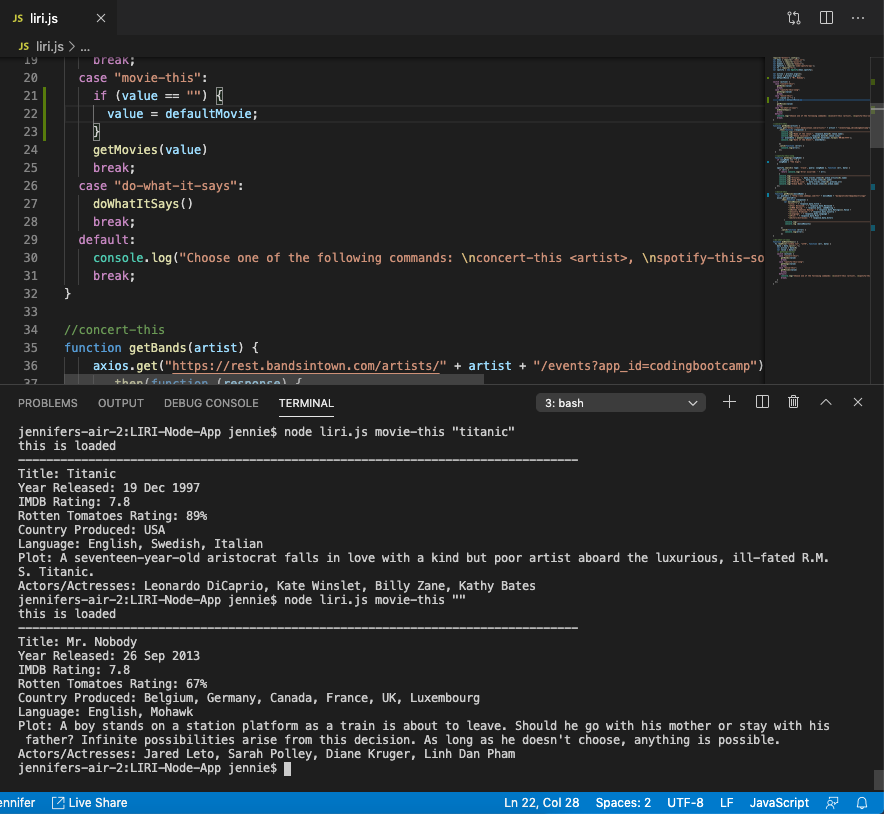 JS liri.js ×
JS liri.js > ...
19 break;
20 case "movie-this":
21 if (value == "") {
22 value = defaultMovie;
23 }
24 getMovies(value)
25 break;
26 case "do-what-it-says":
27 doWhatItSays()
28 break;
29 default:
30 console.log("Choose one of the following commands: \nconcert-this <artist>, \nspotify-this-so
31 break;
32 }
33
34 //concert-this
35 function getBands(artist) {
36 axios.get("https://rest.bandsintown.com/artists/" + artist + "/events?app_id=codingbootcamp")
37 .then(function (response) {
PROBLEMS OUTPUT DEBUG CONSOLE TERMINAL 3: bash
jennifers-air-2:LIRI-Node-App jennie$ node liri.js movie-this "titanic"
this is loaded
--------------------------------------------------------------------------------
Title: Titanic
Year Released: 19 Dec 1997
IMDB Rating: 7.8
Rotten Tomatoes Rating: 89%
Country Produced: USA
Language: English, Swedish, Italian
Plot: A seventeen-year-old aristocrat falls in love with a kind but poor artist aboard the luxurious, ill-fated R.M.
S. Titanic.
Actors/Actresses: Leonardo DiCaprio, Kate Winslet, Billy Zane, Kathy Bates
jennifers-air-2:LIRI-Node-App jennie$ node liri.js movie-this ""
this is loaded
--------------------------------------------------------------------------------
Title: Mr. Nobody
Year Released: 26 Sep 2013
IMDB Rating: 7.8
Rotten Tomatoes Rating: 67%
Country Produced: Belgium, Germany, Canada, France, UK, Luxembourg
Language: English, Mohawk
Plot: A boy stands on a station platform as a train is about to leave. Should he go with his mother or stay with his
father? Infinite possibilities arise from this decision. As long as he doesn't choose, anything is possible.
Actors/Actresses: Jared Leto, Sarah Polley, Diane Kruger, Linh Dan Pham
jennifers-air-2:LIRI-Node-App jennie$
ennifer Live Share Ln 22, Col 28 Spaces: 2 UTF-8 LF JavaScript